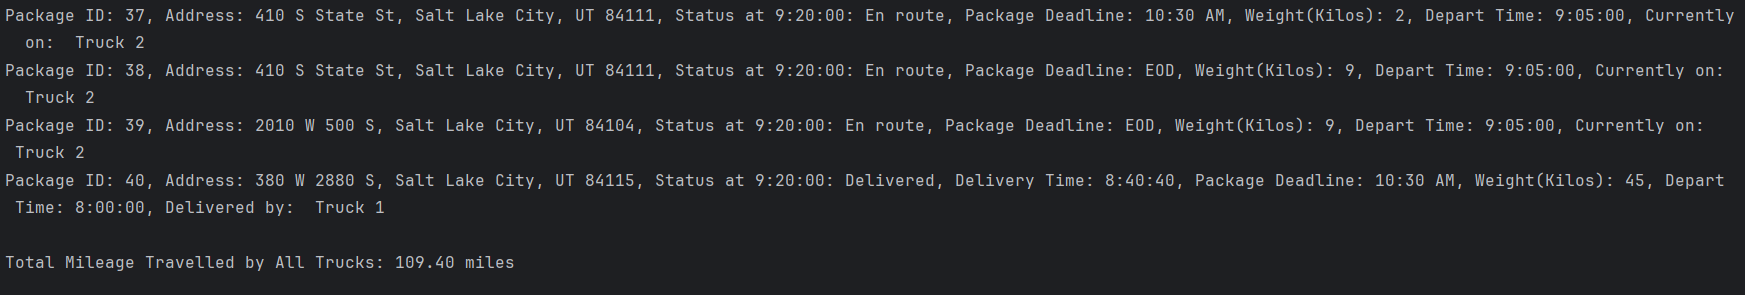 Package ID: 37, Address: 410 S State St, Salt Lake City, UT 84111, Status at 9:20:00: En route, Package Deadline: 10:30 AM, Weight(Kilos): 2, Depart Time: 9:05:00, Currently
on:  Truck 2
Package ID: 38, Address: 410 S State St, Salt Lake City, UT 84111, Status at 9:20:00: En route, Package Deadline: EOD, Weight(Kilos): 9, Depart Time: 9:05:00, Currently on:
Truck 2
Package ID: 39, Address: 2010 W 500 S, Salt Lake City, UT 84104, Status at 9:20:00: En route, Package Deadline: EOD, Weight(Kilos): 9, Depart Time: 9:05:00, Currently on:
Truck 2
Package ID: 40, Address: 380 W 2880 S, Salt Lake City, UT 84115, Status at 9:20:00: Delivered, Delivery Time: 8:40:40, Package Deadline: 10:30 AM, Weight(Kilos): 45, Depart
Time: 8:00:00, Delivered by:  Truck 1
Total Mileage Travelled by All Trucks: 109.40 miles